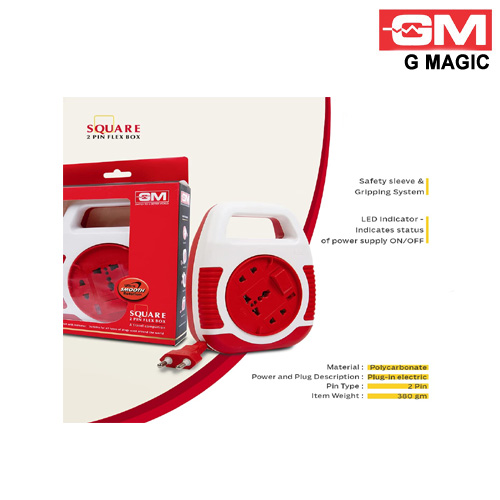 GM
G MAGIC
SQUARE
2 PIN FLEX BOX
Safety sleeve &
Gripping System
LED Indicator -
Indicates status
of power supply ON/OFF
GM
SMOOTH
SQUARE
2 PIN FLEX BOX
Material : Polycarbonate
Power and Plug Description : Plug-in electric
Pin Type : 2 Pin
Item Weight : 380 gm